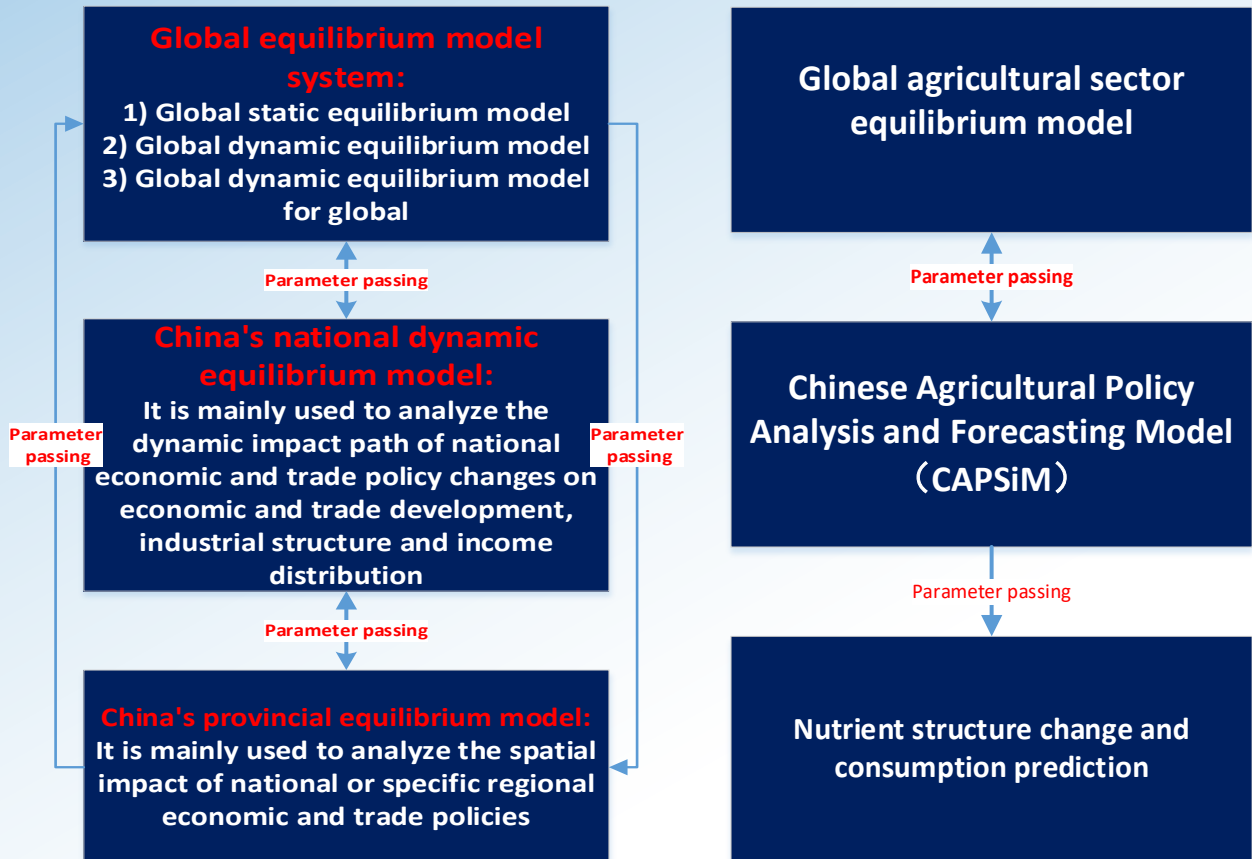 Global equilibrium model
system:
1) Global static equilibrium model
2) Global dynamic equilibrium model
3) Global dynamic equilibrium model
for global
Parameter passing
China's national dynamic
equilibrium model:
It is mainly used to analyze the
dynamic impact path of national
economic and trade policy changes on
economic and trade development,
industrial structure and income
distribution
Parameter
passing
Parameter
passing
Parameter passing
China's provincial equilibrium model:
It is mainly used to analyze the spatial
impact of national or specific regional
economic and trade policies
Global agricultural sector
equilibrium model
Parameter passing
Chinese Agricultural Policy
Analysis and Forecasting Model
（CAPSiM）
Parameter passing
Nutrient structure change and
consumption prediction